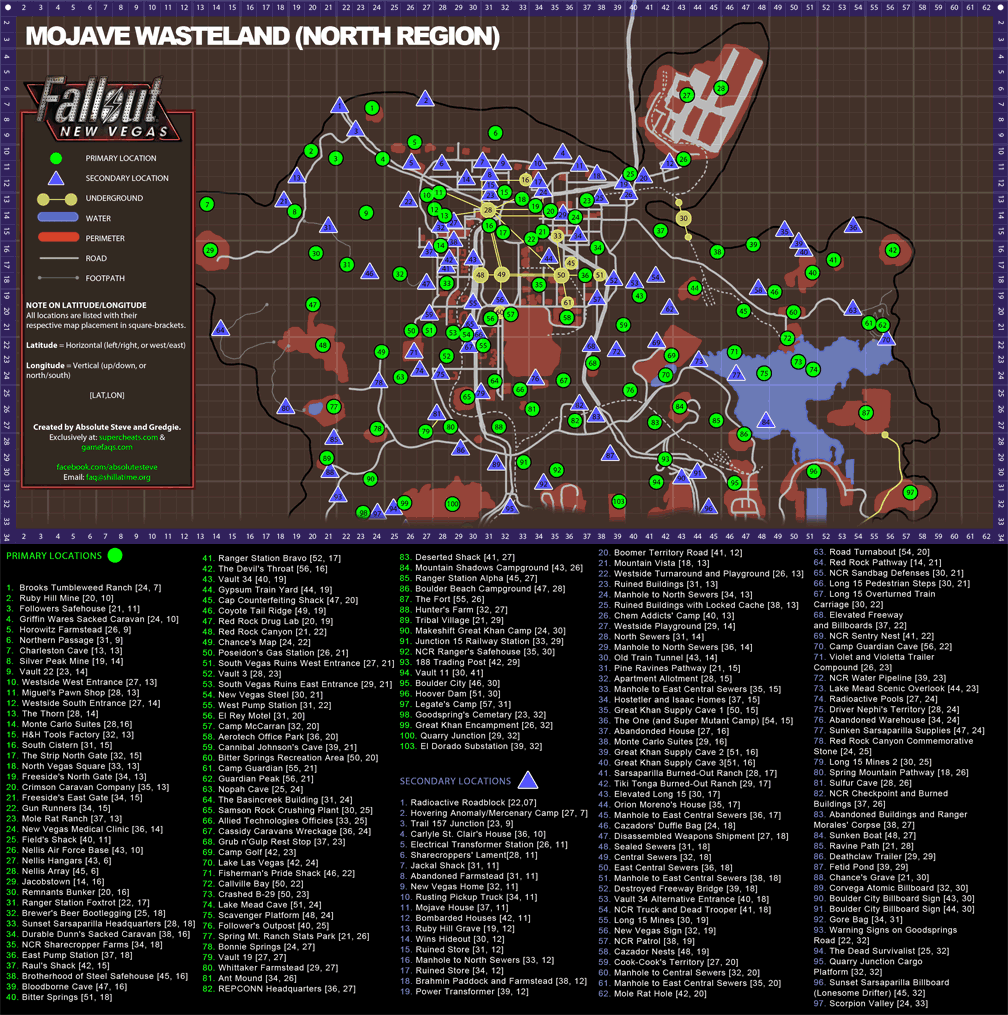 MOJAVE WASTELAND (NORTH REGION)
Fallout
NEW VEGAS
PRIMARY LOCATION
SECONDARY LOCATION
UNDERGROUND
WATER
PERIMETER
ROAD
FOOTPATH
NOTE ON LATITUDE/LONGITUDE
All locations are listed with their
respective map placement in square-brackets.
Latitude = Horizontal (left/right, or west/east)
Longitude = Vertical (up/down, or
north/south)
[LAT,LON]
Created by Absolute Steve and Gredgie.
Exclusively at: supercheats.com &
gamefaqs.com
facebook.com/absolutesteve
Email: faq@shillatime.org
PRIMARY LOCATIONS
1. Brooks Tumbleweed Ranch [24, 7]
2. Ruby Hill Mine [20, 10]
3. Followers Safehouse [21, 11]
4. Griffin Wares Sacked Caravan [24, 10]
5. Horowitz Farmstead [26, 9]
6. Northern Passage [31, 9]
7. Charleston Cave [13, 13]
8. Silver Peak Mine [19, 14]
9. Vault 22 [23, 14]
10. Westside West Entrance [27, 13]
11. Miguel's Pawn Shop [28, 13]
12. Westside South Entrance [27, 14]
13. The Thorn [28, 14]
14. Monte Carlo Suites [28,16]
15. H&H Tools Factory [32, 13]
16. South Cistern [31, 15]
17. The Strip North Gate [32, 15]
18. North Vegas Square [33, 13]
19. Freeside's North Gate [34, 13]
20. Crimson Caravan Company [35, 13]
21. Freeside's East Gate [34, 15]
22. Gun Runners [34, 15]
23. Mole Rat Ranch [37, 13]
24. New Vegas Medical Clinic [36, 14]
25. Field's Shack [40, 11]
26. Nellis Air Force Base [43, 10]
27. Nellis Hangars [43, 6]
28. Nellis Array [45, 6]
29. Jacobstown [14, 16]
30. Remnants Bunker [20, 16]
31. Ranger Station Foxtrot [22, 17]
32. Brewer's Beer Bootlegging [25, 18]
33. Sunset Sarsaparilla Headquarters [28, 18]
34. Durable Dunn's Sacked Caravan [38, 16]
35. NCR Sharecropper Farms [34, 18]
36. East Pump Station [37, 18]
37. Raul's Shack [42, 15]
38. Brotherhood of Steel Safehouse [45, 16]
39. Bloodborne Cave [47, 16]
40. Bitter Springs [51, 18]
41. Ranger Station Bravo [52, 17]
42. The Devil's Throat [56, 16]
43. Vault 34 [40, 19]
44. Gypsum Train Yard [44, 19]
45. Cap Counterfeiting Shack [47, 20]
46. Coyote Tail Ridge [49, 19]
47. Red Rock Drug Lab [20, 19]
48. Red Rock Canyon [21, 22]
49. Chance's Map [24, 22]
50. Poseidon's Gas Station [26, 21]
51. South Vegas Ruins West Entrance [27, 21]
52. Vault 3 [28, 23]
53. South Vegas Ruins East Entrance [29, 21]
54. New Vegas Steel [30, 21]
55. West Pump Station [31, 22]
56. El Rey Motel [31, 20]
57. Camp McCarran [32, 20]
58. Aerotech Office Park [36, 20]
59. Cannibal Johnson's Cave [39, 21]
60. Bitter Springs Recreation Area [50, 20]
61. Camp Guardian [55, 21]
62. Guardian Peak [56, 21]
63. Nopah Cave [25, 24]
64. The Basincreek Building [31, 24]
65. Samson Rock Crushing Plant [30, 25]
66. Allied Technologies Officies [33, 25]
67. Cassidy Caravans Wreckage [36, 24]
68. Grub n'Gulp Rest Stop [37, 23]
69. Camp Golf [42, 23]
70. Lake Las Vegas [42, 24]
71. Fisherman's Pride Shack [46, 22]
72. Callville Bay [50, 22]
73. Crashed B-29 [50, 23]
74. Lake Mead Cave [51, 24]
75. Scavenger Platform [48, 24]
76. Follower's Outpost [40, 25]
77. Spring Mt. Ranch Stats Park [21, 26]
78. Bonnie Springs [24, 27]
79. Vault 19 [27, 27]
80. Whittaker Farmstead [29, 27]
81. Ant Mound [34, 26]
82. REPCONN Headquarters [36, 27]
83. Deserted Shack [41, 27]
84. Mountain Shadows Campground [43, 26]
85. Ranger Station Alpha [45, 27]
86. Boulder Beach Campground [47, 28]
87. The Fort [55, 26]
88. Hunter's Farm [32, 27]
89. Tribal Village [21, 29]
90. Makeshift Great Khan Camp [24, 30]
91. Junction 15 Railway Station [33, 29]
92. NCR Ranger's Safehouse [35, 30]
93. 188 Trading Post [42, 29]
94. Vault 11 [30, 41]
95. Boulder City [46, 30]
96. Hoover Dam [51, 30]
97. Legate's Camp [57, 31]
98. Goodspring's Cemetary [23, 32]
99. Great Khan Encampment [26, 32]
100. Quarry Junction [29, 32]
103. El Dorado Substation [39, 32]
SECONDARY LOCATIONS
1. Radioactive Roadblock [22,07]
2. Hovering Anomaly/Mercenary Camp [27, 7]
3. Trail 157 Junction [23, 9]
4. Carlyle St. Clair's House [36, 10]
5. Electrical Transformer Station [26, 11]
6. Sharecroppers' Lament[28, 11]
7. Jackal Shack [31, 11]
8. Abandoned Farmstead [31, 11]
9. New Vegas Home [32, 11]
10. Rusting Pickup Truck [34, 11]
11. Mojave House [37, 11]
12. Bombarded Houses [42, 11]
13. Ruby Hill Grave [19, 12]
14. Wins Hideout [30, 12]
15. Ruined Store [31, 12]
16. Manhole to North Sewers [33, 12]
17. Ruined Store [34, 12]
18. Brahmin Paddock and Farmstead [38, 12]
19. Power Transformer [39, 12]
20. Boomer Territory Road [41, 12]
21. Mountain Vista [18, 13]
22. Westside Turnaround and Playground [26, 13]
23. Ruined Buildings [31, 13]
24. Manhole to North Sewers [34, 13]
25. Ruined Buildings with Locked Cache [38, 13]
26. Chem Addicts' Camp [40, 13]
27. Westside Playground [29, 14]
28. North Sewers [31, 14]
29. Manhole to North Sewers [36, 14]
30. Old Train Tunnel [43, 14]
31. Pine Ravines Palermo [21, 15]
32. Apartment Allotment [28, 15]
33. Manhole to East Central Sewers [35, 15]
34. Hostetler and Isaac Homes [37, 15]
35. Great Khan Supply Cave 1 [50, 15]
36. The One (and Super Mutant Camp) [54, 15]
37. Abandoned House [27, 16]
38. Monte Carlo Suites [29, 16]
39. Great Khan Supply Cave 2 [51, 16]
40. Great Khan Supply Cave 3[51, 16]
41. Sarsaparilla Burned-Out Ranch [28, 17]
42. Tiki Tonga Burned-Out Ranch [29, 17]
43. Elevated Long 15 [30, 17]
44. Orion Moreno's House [35, 17]
45. Manhole to East Central Sewers [36, 17]
46. Cazadors' Duffle Bag [24, 18]
47. Disassembled Weapons Shipment [27, 18]
48. Sealed Sewers [31, 18]
49. Central Sewers [32, 18]
50. East Central Sewers [36, 18]
51. Manhole to East Central Sewers [38, 18]
52. Destroyed Freeway Bridge [39, 18]
53. Vault 34 Alternative Entrance [40, 18]
54. NCR Truck and Dead Trooper [41, 18]
55. Long 15 Mines [30, 19]
56. New Vegas Sign [32, 19]
57. NCR Patrol [38, 19]
58. Cazador Nests [48, 19]
59. Cook-Cook's Territory [27, 20]
60. Manhole to Central Sewers [32, 20]
61. Manhole to East Central Sewers [35, 20]
62. Mole Rat Hole [42, 20]
63. Road Turnabout [54, 20]
64. Red Rock Pathway [14, 21]
65. NCR Sandbag Defenses [30, 21]
66. Long 15 Pedestrian Steps [30, 21]
67. Long 15 Overturned Train
Carriage [30, 22]
68. Elevated Freeway
and Billboards [37, 22]
69. NCR Sentry Nest [41, 22]
70. Camp Guardian Cave [56, 22]
71. Violet and Violetta Trailer
Compound [26, 23]
72. NCR Water Pipeline [39, 23]
73. Lake Mead Scenic Overlook [44, 23]
74. Radioactive Pools [27, 24]
75. Driver Nephi's Territory [28, 24]
76. Abandoned Warehouse [34, 24]
77. Sunken Sarsaparilla Supplies [47, 24]
78. Red Rock Canyon Commemorative
Stone [24, 25]
79. Long 15 Mines 2 [30, 25]
80. Spring Mountain Pathway [18, 26]
81. Sulfur Cave [28, 26]
82. NCR Checkpoint and Burned
Buildings [37, 26]
83. Abandoned Buildings and Ranger
Morales' Corpse [38, 27]
84. Sunken Boat [48, 27]
85. Ravine Path [21, 28]
86. Deathclaw Trailer [29, 29]
87. Fetid Pond [39, 29]
88. Chance's Grave [21, 30]
89. Corvega Atomic Billboard [32, 30]
90. Boulder City Billboard Sign [43, 30]
91. Boulder City Billboard Sign [44, 30]
92. Gore Bag [34, 31]
93. Warning Signs on Goodsprings
Road [22, 32]
94. The Dead Survivalist [25, 32]
95. Quarry Junction Cargo
Platform [32, 32]
96. Sunset Sarsaparilla Billboard
(Lonesome Drifter) [45, 32]
97. Scorpion Valley [24, 33]